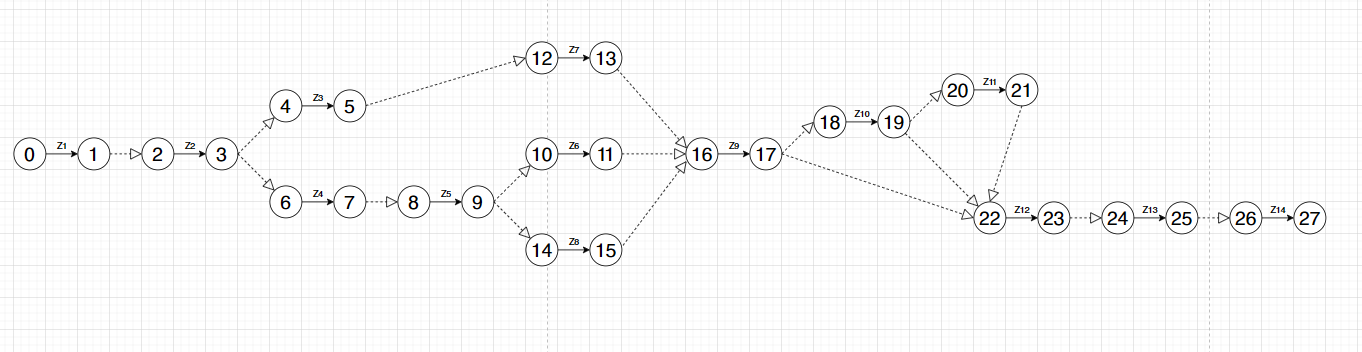 12 Z7 13
20 Z11 21
4 Z3 5
18 Z10 19
0 Z1 1 2 Z2 3 10 Z6 11 16 Z9 17
6 Z4 7 8 Z5 9
22 Z12 23 24 Z13 25 26 Z14 27
14 Z8 15